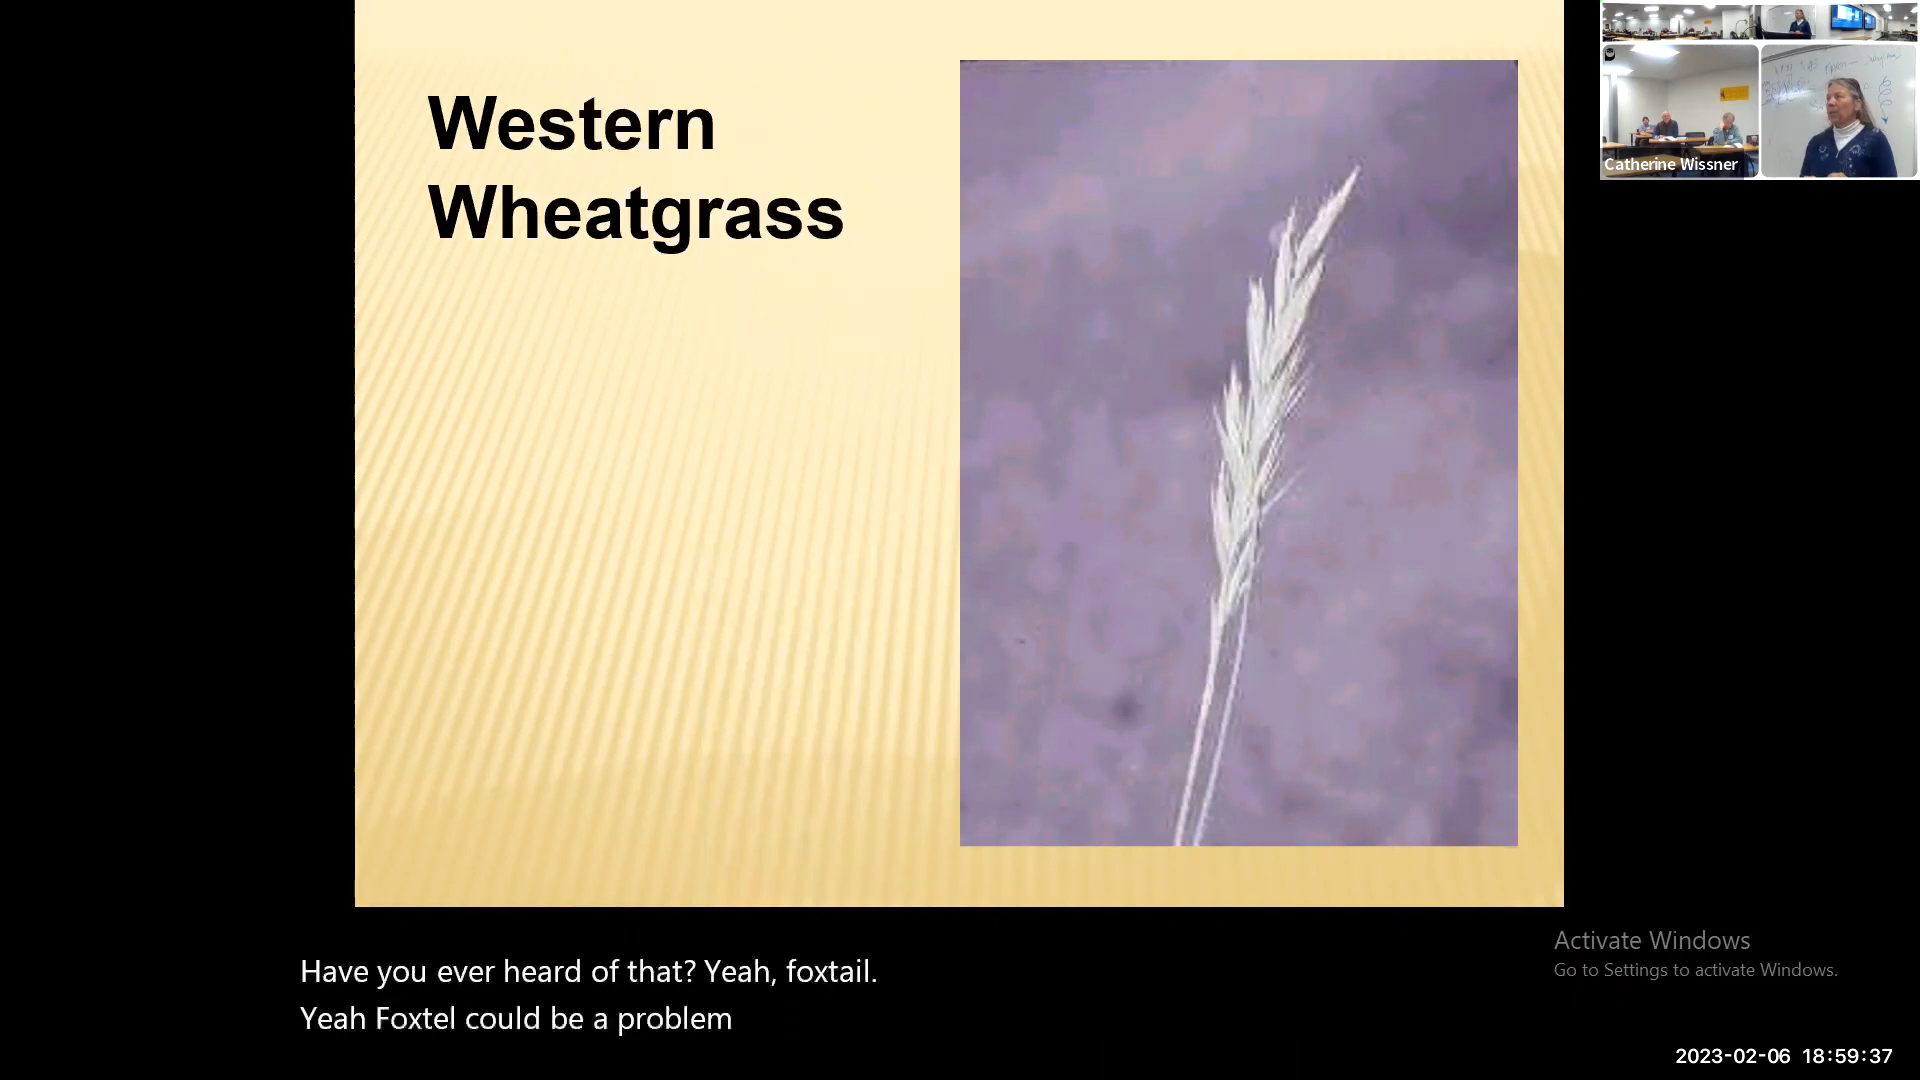 Western
Wheatgrass
Catherine Wissner
Have you ever heard of that? Yeah, foxtail.
Yeah Foxtel could be a problem
Activate Windows
Go to Settings to activate Windows.
2023-02-06 18:59:37